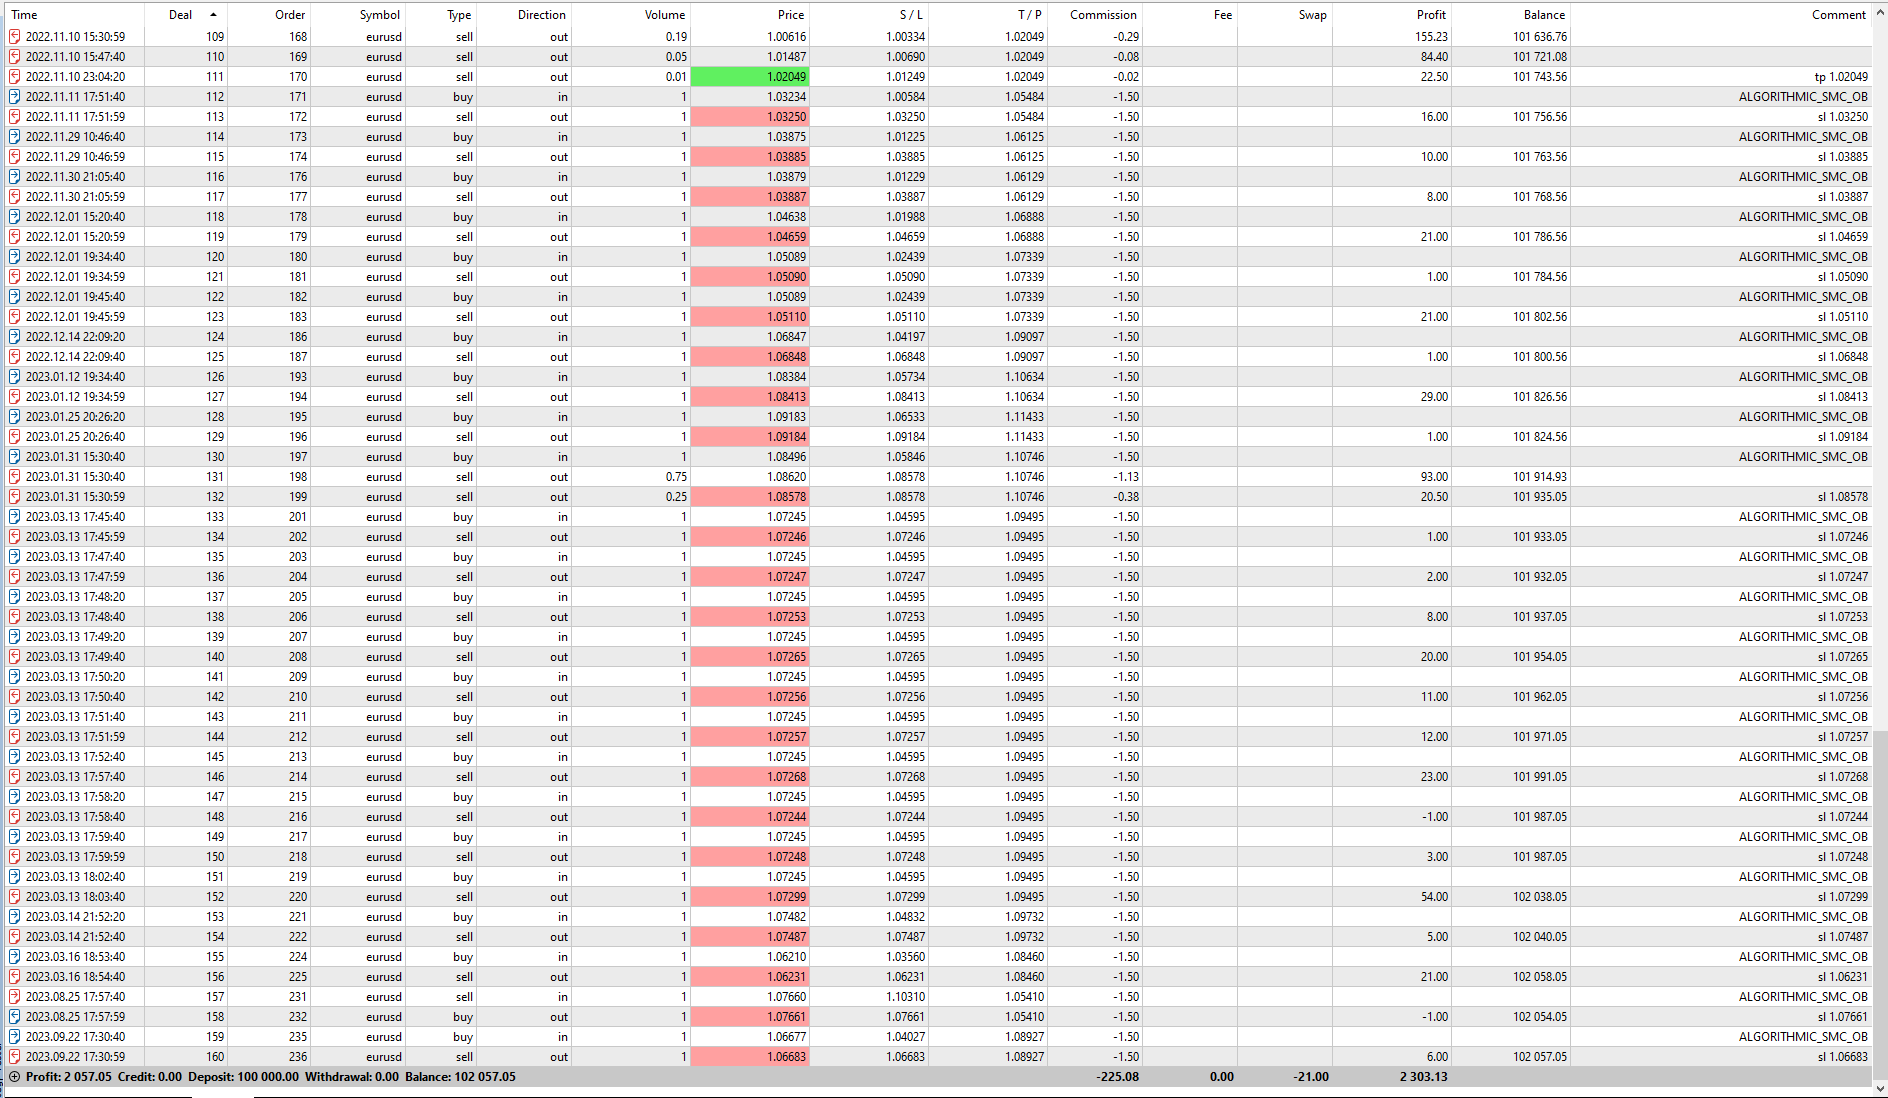 Time Deal Order Symbol Type Direction Volume Price S / L T / P Commission Fee Swap Profit Balance Comment
2022.11.10 15:30:59 109 168 eurusd sell out 0.19 1.00616 1.00334 1.02049 -0.29 155.23 101 636.76
2022.11.10 15:47:40 110 169 eurusd sell out 0.05 1.01487 1.00690 1.02049 -0.08 84.40 101 721.08
2022.11.10 23:04:20 111 170 eurusd sell out 0.01 1.02049 1.01249 1.02049 -0.02 22.50 101 743.56 tp 1.02049
2022.11.11 17:51:40 112 171 eurusd buy in 1 1.03234 1.00584 1.05484 -1.50 ALGORITHMIC_SMC_OB
2022.11.11 17:51:59 113 172 eurusd sell out 1 1.03250 1.03250 1.05484 -1.50 16.00 101 756.56 sl 1.03250
2022.11.29 10:46:40 114 173 eurusd buy in 1 1.03875 1.01225 1.06125 -1.50 ALGORITHMIC_SMC_OB
2022.11.29 10:46:59 115 174 eurusd sell out 1 1.03885 1.03885 1.06125 -1.50 10.00 101 763.56 sl 1.03885
2022.11.30 21:05:40 116 176 eurusd buy in 1 1.03879 1.01229 1.06129 -1.50 ALGORITHMIC_SMC_OB
2022.11.30 21:05:59 117 177 eurusd sell out 1 1.03887 1.03887 1.06129 -1.50 8.00 101 768.56 sl 1.03887
2022.12.01 15:20:40 118 178 eurusd buy in 1 1.04638 1.01988 1.06888 -1.50 ALGORITHMIC_SMC_OB
2022.12.01 15:20:59 119 179 eurusd sell out 1 1.04659 1.04659 1.06888 -1.50 21.00 101 786.56 sl 1.04659
2022.12.01 19:34:40 120 180 eurusd buy in 1 1.05089 1.02439 1.07339 -1.50 ALGORITHMIC_SMC_OB
2022.12.01 19:34:59 121 181 eurusd sell out 1 1.05090 1.05090 1.07339 -1.50 1.00 101 784.56 sl 1.05090
2022.12.01 19:45:40 122 182 eurusd buy in 1 1.05089 1.02439 1.07339 -1.50 ALGORITHMIC_SMC_OB
2022.12.01 19:45:59 123 183 eurusd sell out 1 1.05110 1.05110 1.07339 -1.50 21.00 101 802.56 sl 1.05110
2022.12.14 22:09:20 124 186 eurusd buy in 1 1.06847 1.04197 1.09097 -1.50 ALGORITHMIC_SMC_OB
2022.12.14 22:09:40 125 187 eurusd sell out 1 1.06848 1.06848 1.09097 -1.50 1.00 101 800.56 sl 1.06848
2023.01.12 19:34:40 126 193 eurusd buy in 1 1.08384 1.05734 1.10634 -1.50 ALGORITHMIC_SMC_OB
2023.01.12 19:34:59 127 194 eurusd sell out 1 1.08413 1.08413 1.10634 -1.50 29.00 101 826.56 sl 1.08413
2023.01.25 20:26:20 128 195 eurusd buy in 1 1.09183 1.06533 1.11433 -1.50 ALGORITHMIC_SMC_OB
2023.01.25 20:26:40 129 196 eurusd sell out 1 1.09184 1.09184 1.11433 -1.50 1.00 101 824.56 sl 1.09184
2023.01.31 15:30:40 130 197 eurusd buy in 1 1.08496 1.05846 1.10746 -1.50 ALGORITHMIC_SMC_OB
2023.01.31 15:30:40 131 198 eurusd sell out 0.75 1.08620 1.08578 1.10746 -1.13 93.00 101 914.93
2023.01.31 15:30:59 132 199 eurusd sell out 0.25 1.08578 1.08578 1.10746 -0.38 20.50 101 935.05 sl 1.08578
2023.03.13 17:45:40 133 201 eurusd buy in 1 1.07245 1.04595 1.09495 -1.50 ALGORITHMIC_SMC_OB
2023.03.13 17:45:59 134 202 eurusd sell out 1 1.07246 1.07246 1.09495 -1.50 1.00 101 933.05 sl 1.07246
2023.03.13 17:47:40 135 203 eurusd buy in 1 1.07245 1.04595 1.09495 -1.50 ALGORITHMIC_SMC_OB
2023.03.13 17:47:59 136 204 eurusd sell out 1 1.07247 1.07247 1.09495 -1.50 2.00 101 932.05 sl 1.07247
2023.03.13 17:48:20 137 205 eurusd buy in 1 1.07245 1.04595 1.09495 -1.50 ALGORITHMIC_SMC_OB
2023.03.13 17:48:40 138 206 eurusd sell out 1 1.07253 1.07253 1.09495 -1.50 8.00 101 937.05 sl 1.07253
2023.03.13 17:49:20 139 207 eurusd buy in 1 1.07245 1.04595 1.09495 -1.50 ALGORITHMIC_SMC_OB
2023.03.13 17:49:40 140 208 eurusd sell out 1 1.07265 1.07265 1.09495 -1.50 20.00 101 954.05 sl 1.07265
2023.03.13 17:50:20 141 209 eurusd buy in 1 1.07245 1.04595 1.09495 -1.50 ALGORITHMIC_SMC_OB
2023.03.13 17:50:40 142 210 eurusd sell out 1 1.07256 1.07256 1.09495 -1.50 11.00 101 962.05 sl 1.07256
2023.03.13 17:51:40 143 211 eurusd buy in 1 1.07245 1.04595 1.09495 -1.50 ALGORITHMIC_SMC_OB
2023.03.13 17:51:59 144 212 eurusd sell out 1 1.07257 1.07257 1.09495 -1.50 12.00 101 971.05 sl 1.07257
2023.03.13 17:52:40 145 213 eurusd buy in 1 1.07245 1.04595 1.09495 -1.50 ALGORITHMIC_SMC_OB
2023.03.13 17:57:40 146 214 eurusd sell out 1 1.07268 1.07268 1.09495 -1.50 23.00 101 991.05 sl 1.07268
2023.03.13 17:58:20 147 215 eurusd buy in 1 1.07245 1.04595 1.09495 -1.50 ALGORITHMIC_SMC_OB
2023.03.13 17:58:40 148 216 eurusd sell out 1 1.07244 1.07244 1.09495 -1.50 -1.00 101 987.05 sl 1.07244
2023.03.13 17:59:40 149 217 eurusd buy in 1 1.07245 1.04595 1.09495 -1.50 ALGORITHMIC_SMC_OB
2023.03.13 17:59:59 150 218 eurusd sell out 1 1.07248 1.07248 1.09495 -1.50 3.00 101 987.05 sl 1.07248
2023.03.13 18:02:40 151 219 eurusd buy in 1 1.07245 1.04595 1.09495 -1.50 ALGORITHMIC_SMC_OB
2023.03.13 18:03:40 152 220 eurusd sell out 1 1.07299 1.07299 1.09495 -1.50 54.00 102 038.05 sl 1.07299
2023.03.14 21:52:20 153 221 eurusd buy in 1 1.07482 1.04832 1.09732 -1.50 ALGORITHMIC_SMC_OB
2023.03.14 21:52:40 154 222 eurusd sell out 1 1.07487 1.07487 1.09732 -1.50 5.00 102 040.05 sl 1.07487
2023.03.16 18:53:40 155 224 eurusd buy in 1 1.06210 1.03560 1.08460 -1.50 ALGORITHMIC_SMC_OB
2023.03.16 18:54:40 156 225 eurusd sell out 1 1.06231 1.06231 1.08460 -1.50 21.00 102 058.05 sl 1.06231
2023.08.25 17:57:40 157 231 eurusd sell in 1 1.07660 1.10310 1.05410 -1.50 ALGORITHMIC_SMC_OB
2023.08.25 17:57:59 158 232 eurusd buy out 1 1.07661 1.07661 1.05410 -1.50 -1.00 102 054.05 sl 1.07661
2023.09.22 17:30:40 159 235 eurusd buy in 1 1.06677 1.04027 1.08927 -1.50 ALGORITHMIC_SMC_OB
2023.09.22 17:30:59 160 236 eurusd sell out 1 1.06683 1.06683 1.08927 -1.50 6.00 102 057.05 sl 1.06683
Profit: 2 057.05 Credit: 0.00 Deposit: 100 000.00 Withdrawal: 0.00 Balance: 102 057.05 -225.08 0.00 -21.00 2 303.13